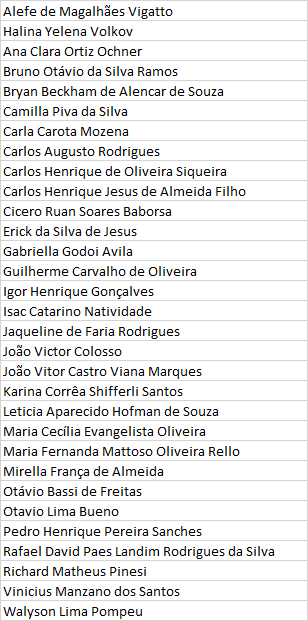 Alefe de Magalhães Vigatto
Halina Yelena Volkov
Ana Clara Ortiz Ochner
Bruno Otávio da Silva Ramos
Bryan Beckham de Alencar de Souza
Camilla Piva da Silva
Carla Carota Mozena
Carlos Augusto Rodrigues
Carlos Henrique de Oliveira Siqueira
Carlos Henrique Jesus de Almeida Filho
Cicero Ruan Soares Baborsa
Erick da Silva de Jesus
Gabriella Godoi Avila
Guilherme Carvalho de Oliveira
Igor Henrique Gonçalves
Isac Catarino Natividade
Jaqueline de Faria Rodrigues
João Victor Colosso
João Vitor Castro Viana Marques
Karina Corrêa Shifferli Santos
Leticia Aparecido Hofman de Souza
Maria Cecília Evangelista Oliveira
Maria Fernanda Mattoso Oliveira Rello
Mirella França de Almeida
Otávio Bassi de Freitas
Otavio Lima Bueno
Pedro Henrique Pereira Sanches
Rafael David Paes Landim Rodrigues da Silva
Richard Matheus Pinesi
Vinicius Manzano dos Santos
Walyson Lima Pompeu